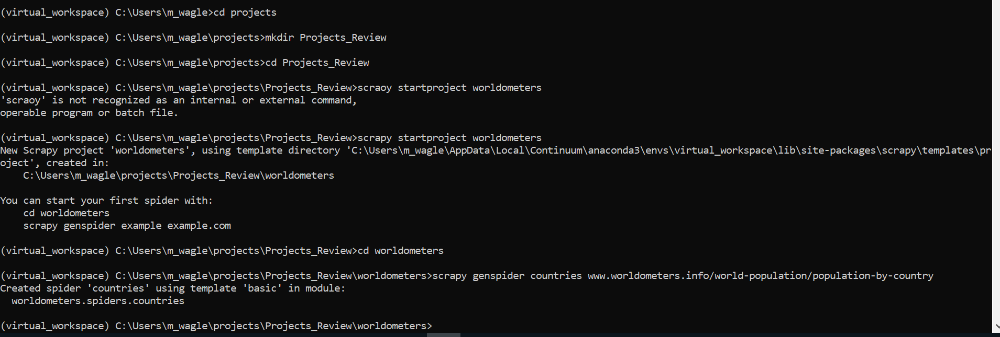 (virtual_workspace) C:\Users\m_wagle>cd projects
(virtual_workspace) C:\Users\m_wagle\projects>mkdir Projects_Review
(virtual_workspace) C:\Users\m_wagle\projects>cd Projects_Review
(virtual_workspace) C:\Users\m_wagle\projects\Projects_Review>scraoy startproject worldometers
'scraoy' is not recognized as an internal or external command,
operable program or batch file.
(virtual_workspace) C:\Users\m_wagle\projects\Projects_Review>scrapy startproject worldometers
New Scrapy project 'worldometers', using template directory 'C:\Users\m_wagle\AppData\Local\Continuum\anaconda3\envs\virtual_workspace\lib\site-packages\scrapy\templates\pr
oject', created in:
    C:\Users\m_wagle\projects\Projects_Review\worldometers
You can start your first spider with:
    cd worldometers
    scrapy genspider example example.com
(virtual_workspace) C:\Users\m_wagle\projects\Projects_Review>cd worldometers
(virtual_workspace) C:\Users\m_wagle\projects\Projects_Review\worldometers>scrapy genspider countries www.worldometers.info/world-population/population-by-country
Created spider 'countries' using template 'basic' in module:
  worldometers.spiders.countries
(virtual_workspace) C:\Users\m_wagle\projects\Projects_Review\worldometers>